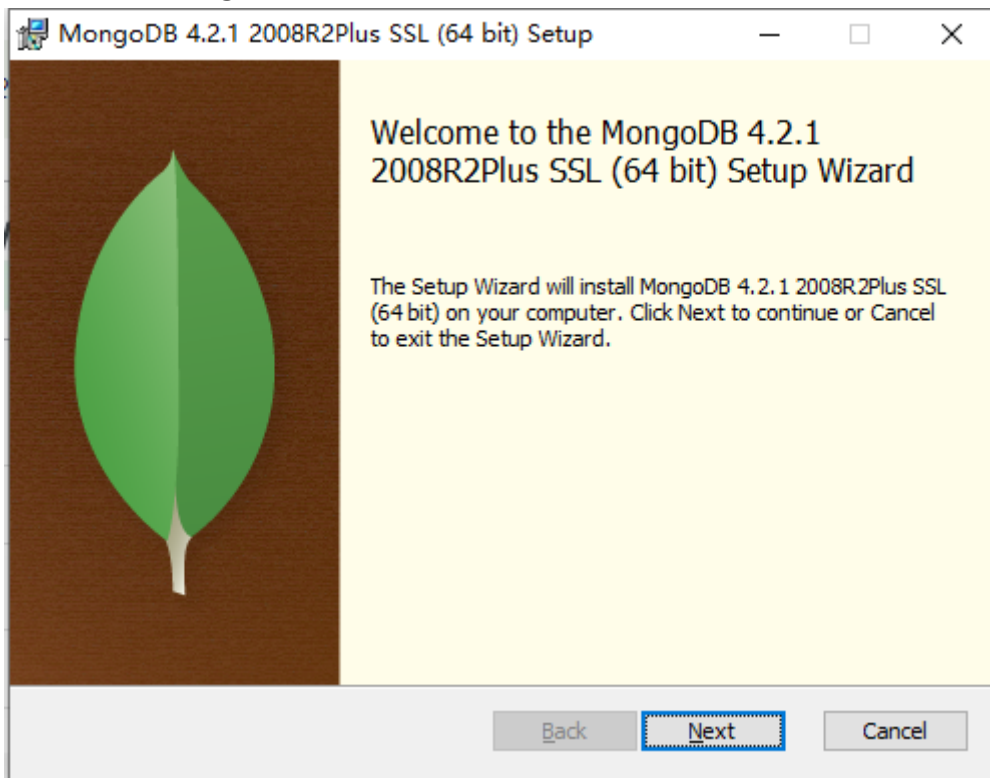 MongoDB 4.2.1 2008R2Plus SSL (64 bit) Setup
Welcome to the MongoDB 4.2.1
2008R2Plus SSL (64 bit) Setup Wizard
The Setup Wizard will install MongoDB 4.2.1 2008R2Plus SSL
(64 bit) on your computer. Click Next to continue or Cancel
to exit the Setup Wizard.
Back Next Cancel